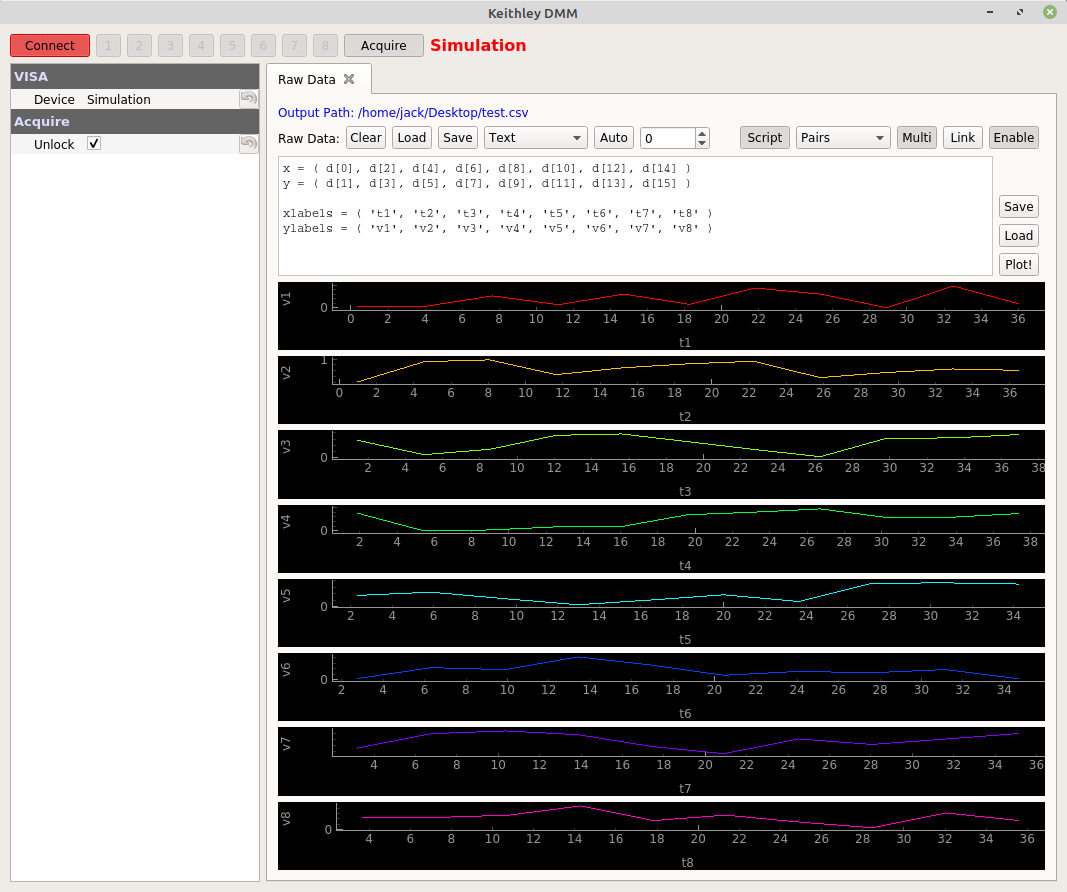 Keithley DMM
Connect 1 2 3 4 5 6 7 8 Acquire Simulation
VISA
Device Simulation
Acquire
Unlock
Raw Data
Output Path: /home/jack/Desktop/test.csv
Raw Data: Clear Load Save Text Auto 0 Script Pairs Multi Link Enable
x = ( d[0], d[2], d[4], d[6], d[8], d[10], d[12], d[14] )
y = ( d[1], d[3], d[5], d[7], d[9], d[11], d[13], d[15] )
xlabels = ( 't1', 't2', 't3', 't4', 't5', 't6', 't7', 't8' )
ylabels = ( 'v1', 'v2', 'v3', 'v4', 'v5', 'v6', 'v7', 'v8' )
Save
Load
Plot!
v1
0
0 2 4 6 8 10 12 14 16 18 20 22 24 26 28 30 32 34 36
t1
v2
1
0 2 4 6 8 10 12 14 16 18 20 22 24 26 28 30 32 34 36
t2
v3
0
2 4 6 8 10 12 14 16 18 20 22 24 26 28 30 32 34 36 38
t3
v4
0
2 4 6 8 10 12 14 16 18 20 22 24 26 28 30 32 34 36 38
t4
v5
0
2 4 6 8 10 12 14 16 18 20 22 24 26 28 30 32 34
t5
v6
0
2 4 6 8 10 12 14 16 18 20 22 24 26 28 30 32 34
t6
v7
4 6 8 10 12 14 16 18 20 22 24 26 28 30 32 34 36
t7
v8
0
4 6 8 10 12 14 16 18 20 22 24 26 28 30 32 34 36
t8